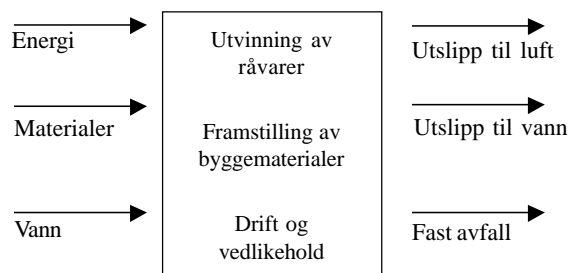 Energi
Materialer
Vann
Utvinning av
råvarer
Framstilling av
byggematerialer
Drift og
vedlikehold
Utslipp til luft
Utslipp til vann
Fast avfall